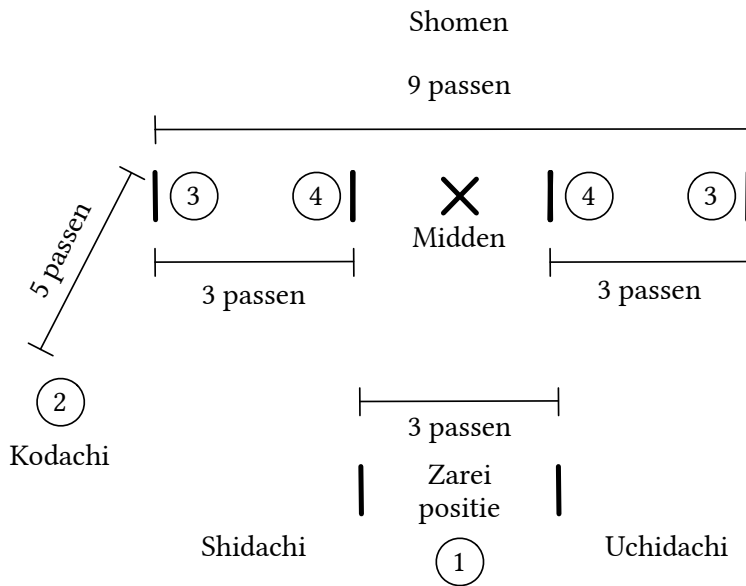 Shomen
9 passen
3
4
4
3
Midden
5 passen
3 passen
3 passen
2
Kodachi
3 passen
Zarei
positie
Shidachi
1
Uchidachi